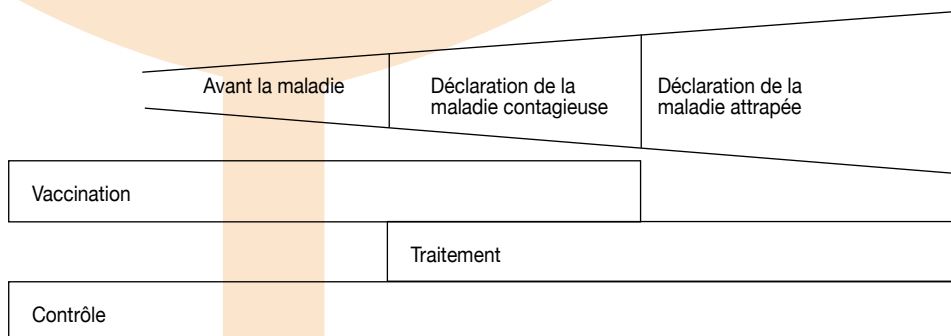 Avant la maladie
Déclaration de la
maladie contagieuse
Déclaration de la
maladie attrapée
Vaccination
Traitement
Contrôle